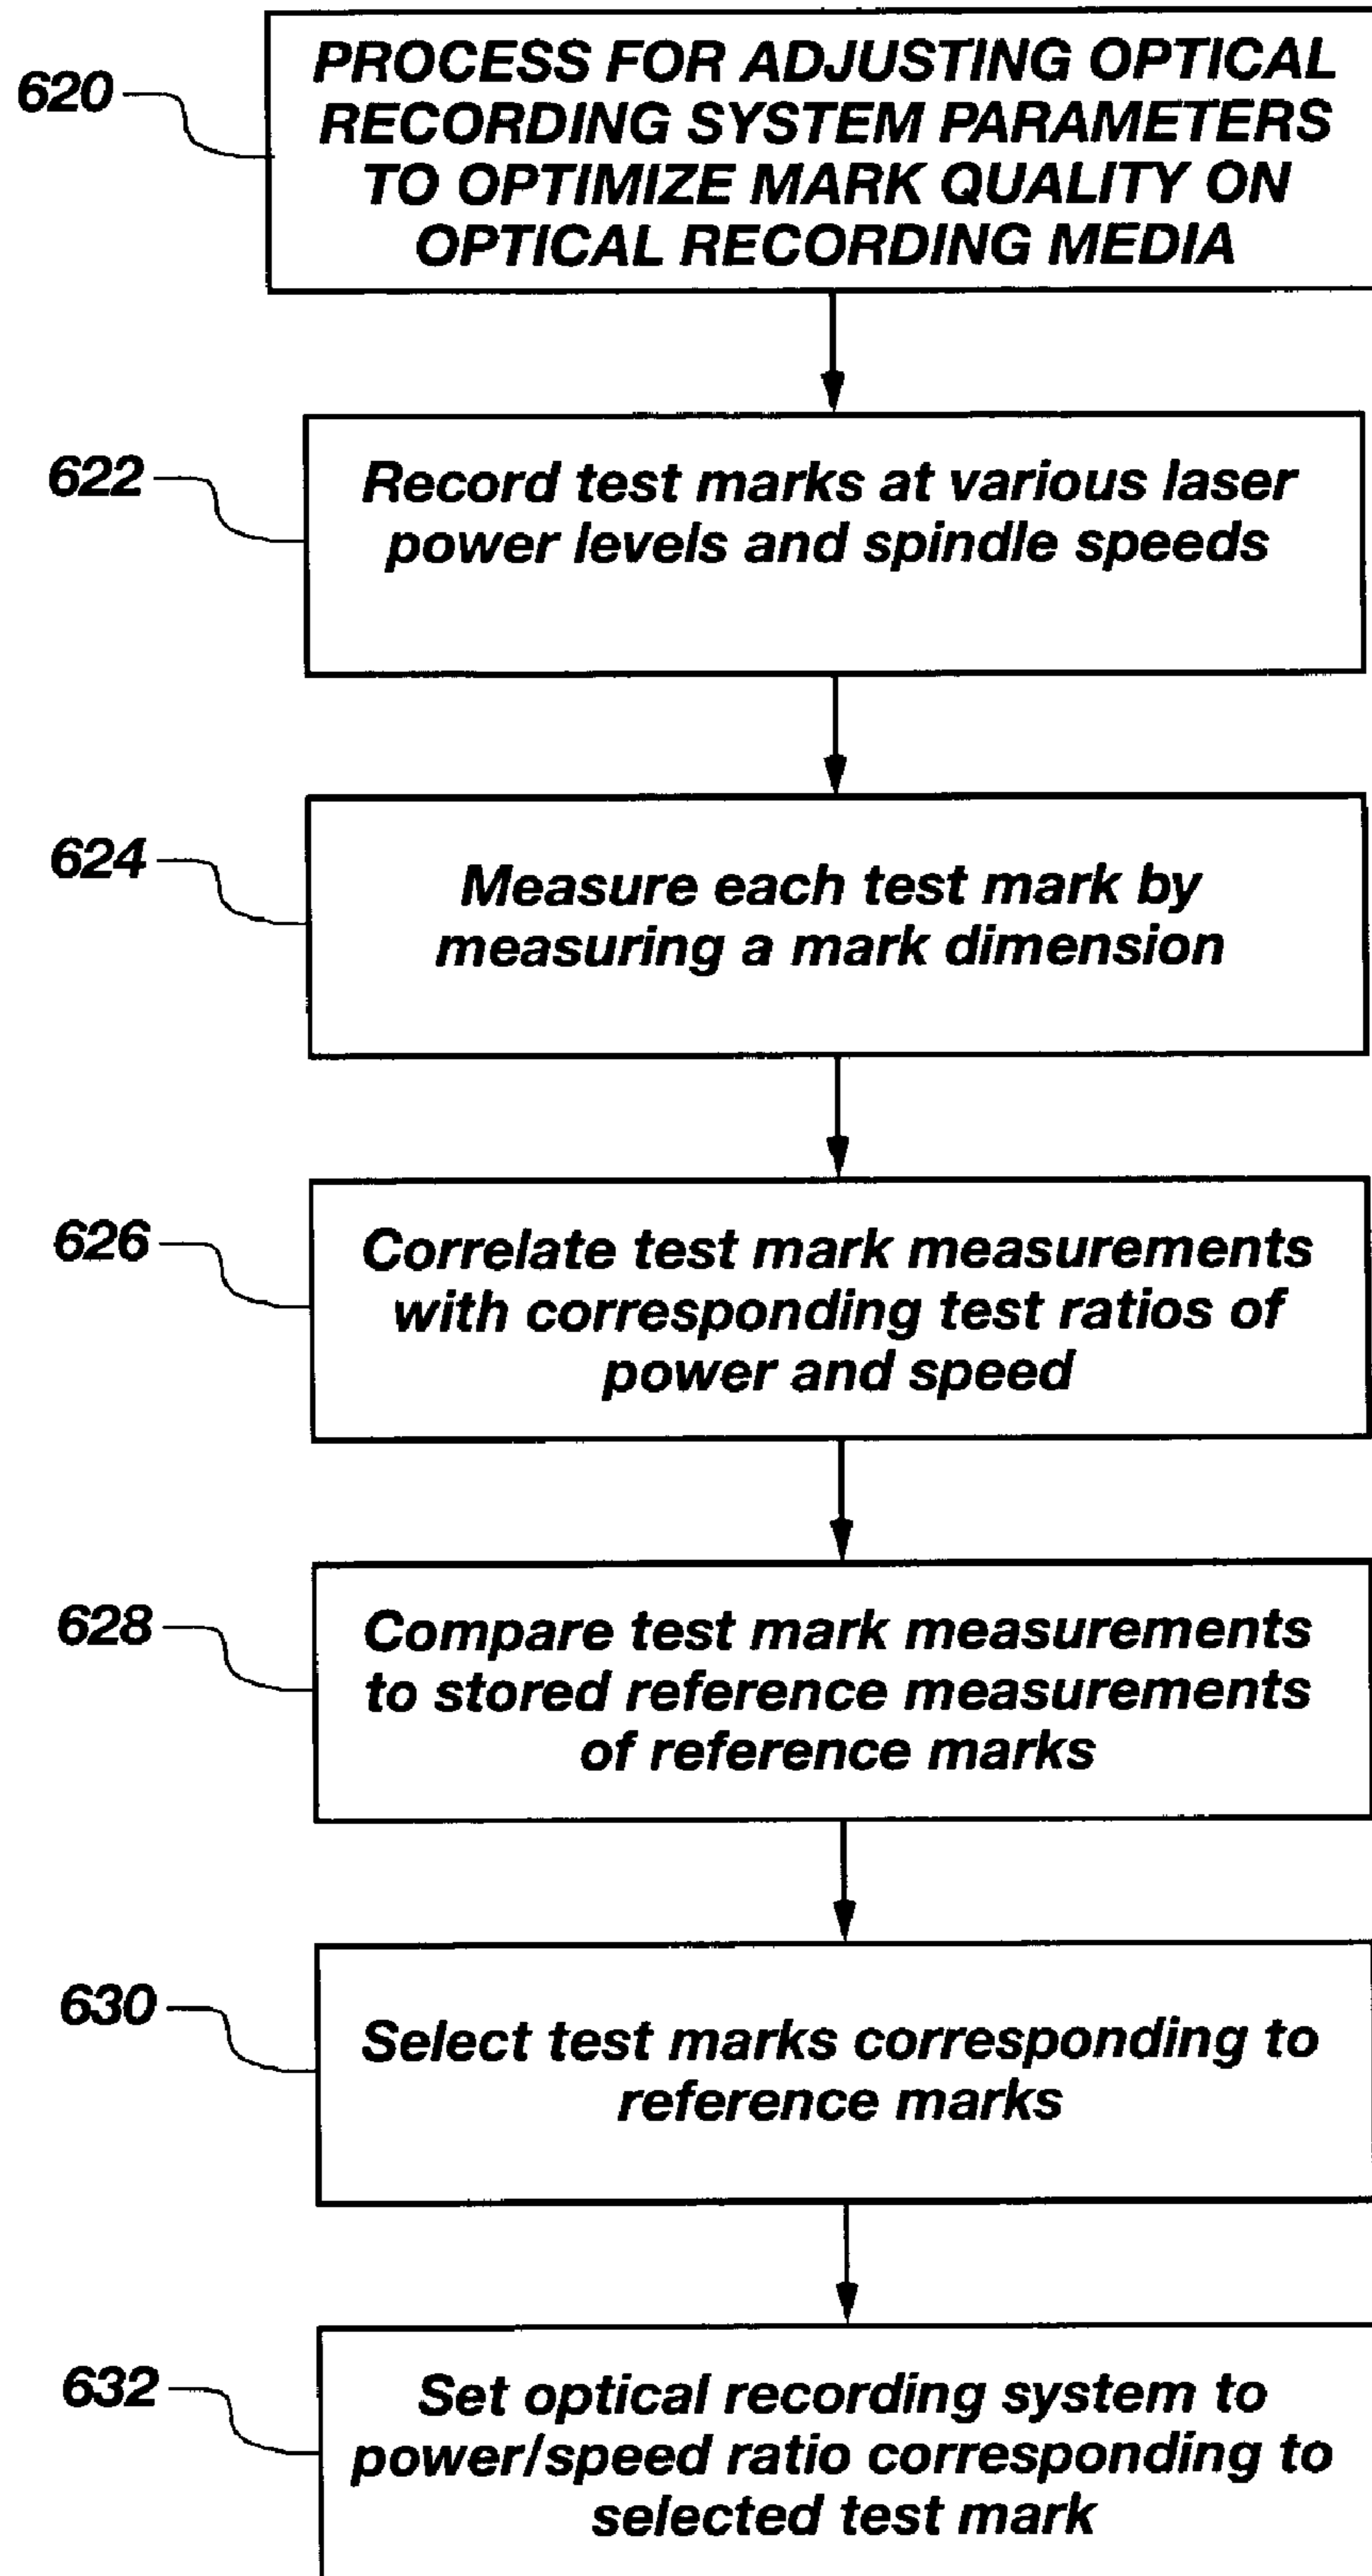 620
PROCESS FOR ADJUSTING OPTICAL
RECORDING SYSTEM PARAMETERS
TO OPTIMIZE MARK QUALITY ON
OPTICAL RECORDING MEDIA
622
Record test marks at various laser
power levels and spindle speeds
624
Measure each test mark by
measuring a mark dimension
626
Correlate test mark measurements
with corresponding test ratios of
power and speed
628
Compare test mark measurements
to stored reference measurements
of reference marks
630
Select test marks corresponding to
reference marks
632
Set optical recording system to
power/speed ratio corresponding to
selected test mark